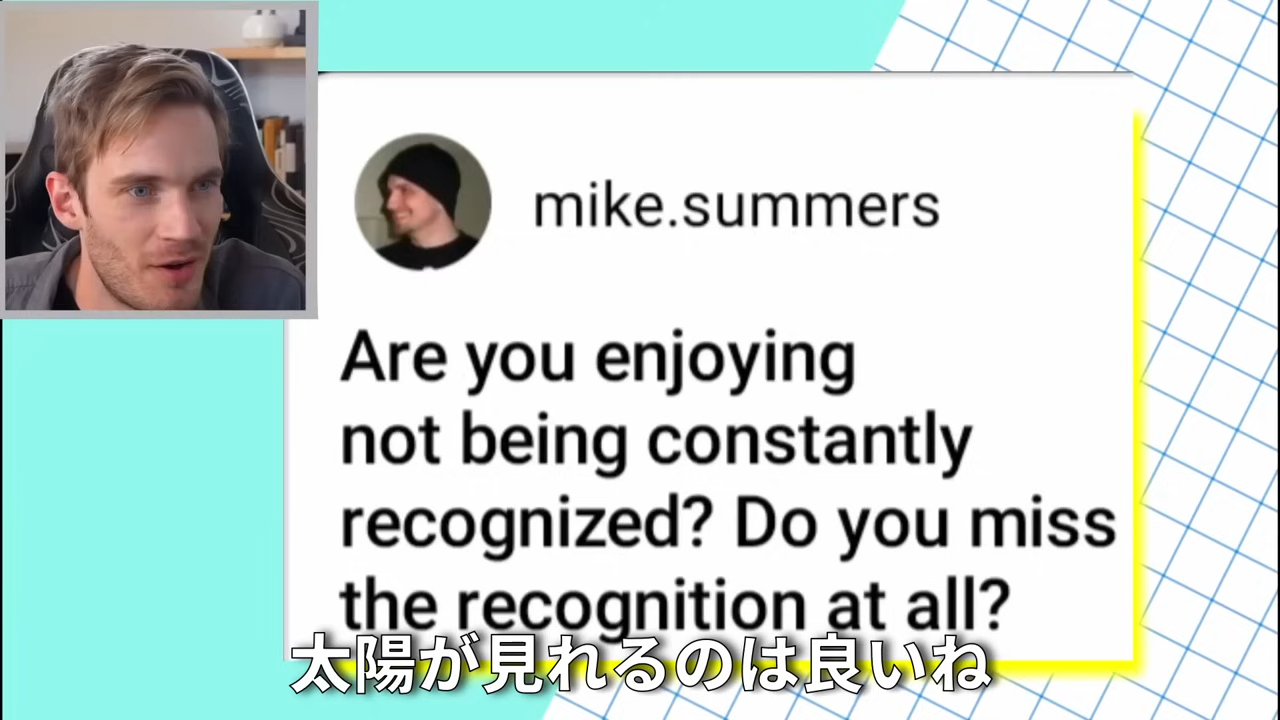 mike.summers
Are you enjoying
not being constantly
recognized? Do you miss
the recognition at all?
太陽が見れるのは良いね